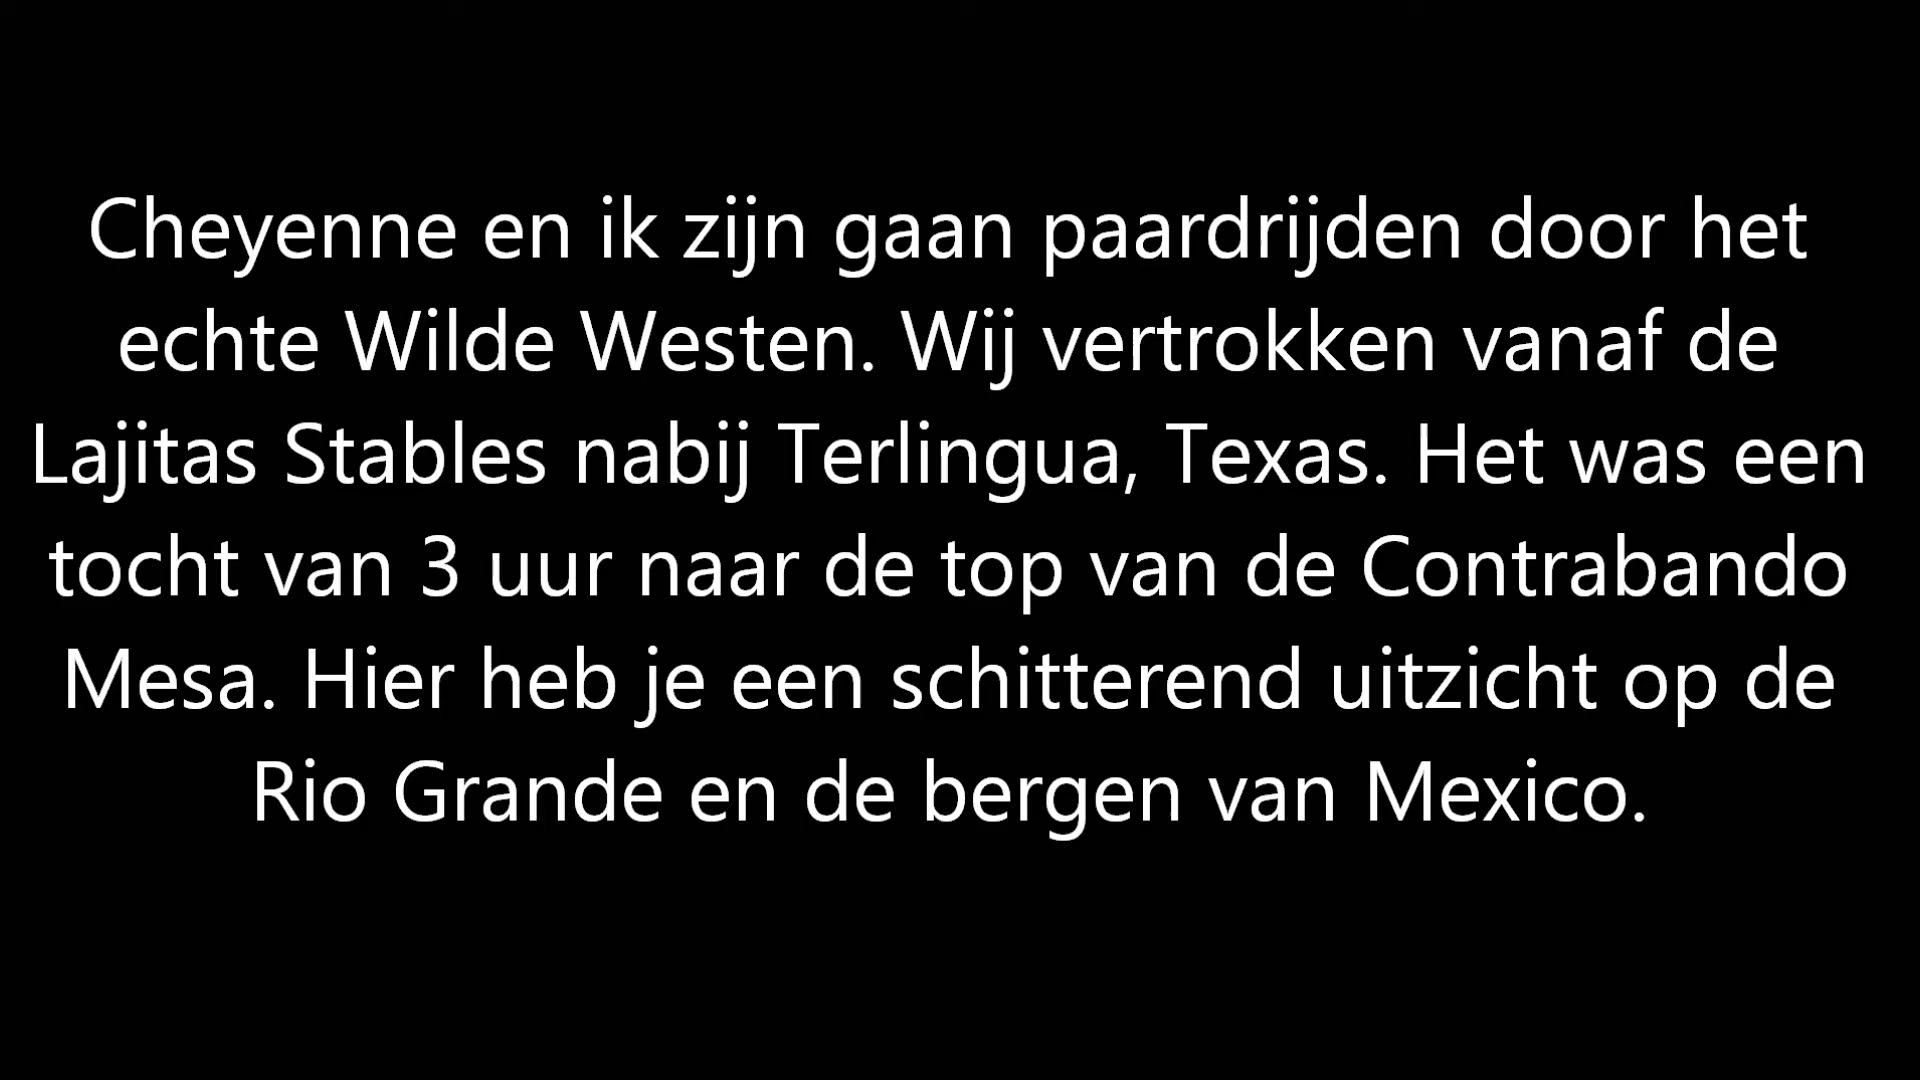 Cheyenne en ik zijn gaan paardrijden door het
echte Wilde Westen. Wij vertrokken vanaf de
Lajitas Stables nabij Terlingua, Texas. Het was een
tocht van 3 uur naar de top van de Contrabando
Mesa. Hier heb je een schitterend uitzicht op de
Rio Grande en de bergen van Mexico.